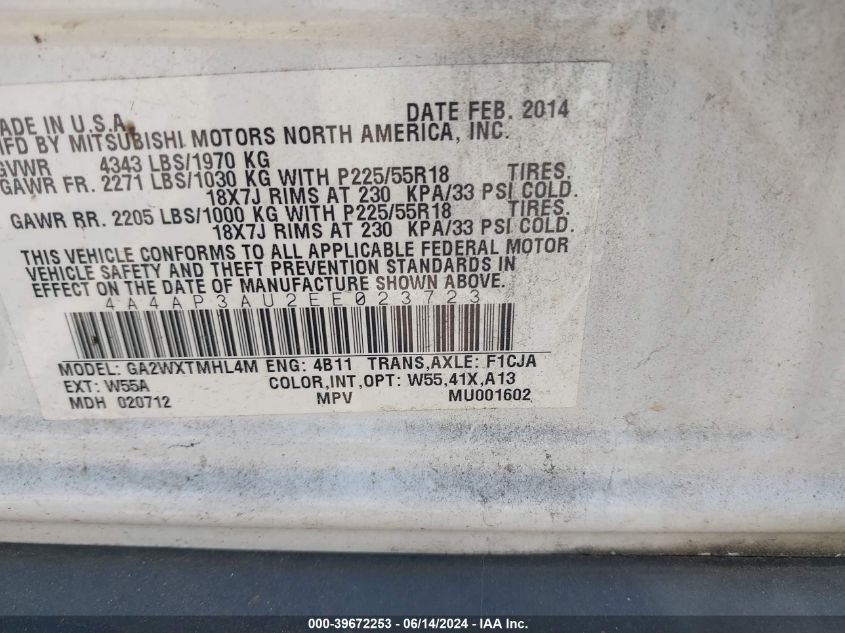 ADE IN U.S.A. DATE FEB. 2014
FD BY MITSUBISHI MOTORS NORTH AMERICA, INC.
GVWR 4343 LBS/1970 KG
GAWR FR. 2271 LBS/1030 KG WITH P225/55R18 TIRES.
18X7J RIMS AT 230 KPA/33 PSI COLD.
GAWR RR. 2205 LBS/1000 KG WITH P225/55R18 TIRES.
18X7J RIMS AT 230 KPA/33 PSI COLD.
THIS VEHICLE CONFORMS TO ALL APPLICABLE FEDERAL MOTOR
VEHICLE SAFETY AND THEFT PREVENTION STANDARDS IN
EFFECT ON THE DATE OF MANUFACTURE SHOWN ABOVE.
4A4AP3AU2EE023723
MODEL: GA2WXTMHL4M ENG: 4B11 TRANS,AXLE: F1CJA
EXT: W55A COLOR,INT,OPT: W55,41X,A13
MDH 020712 MPV MU001602
000-39672253 - 06/14/2024 - IAAI.COM